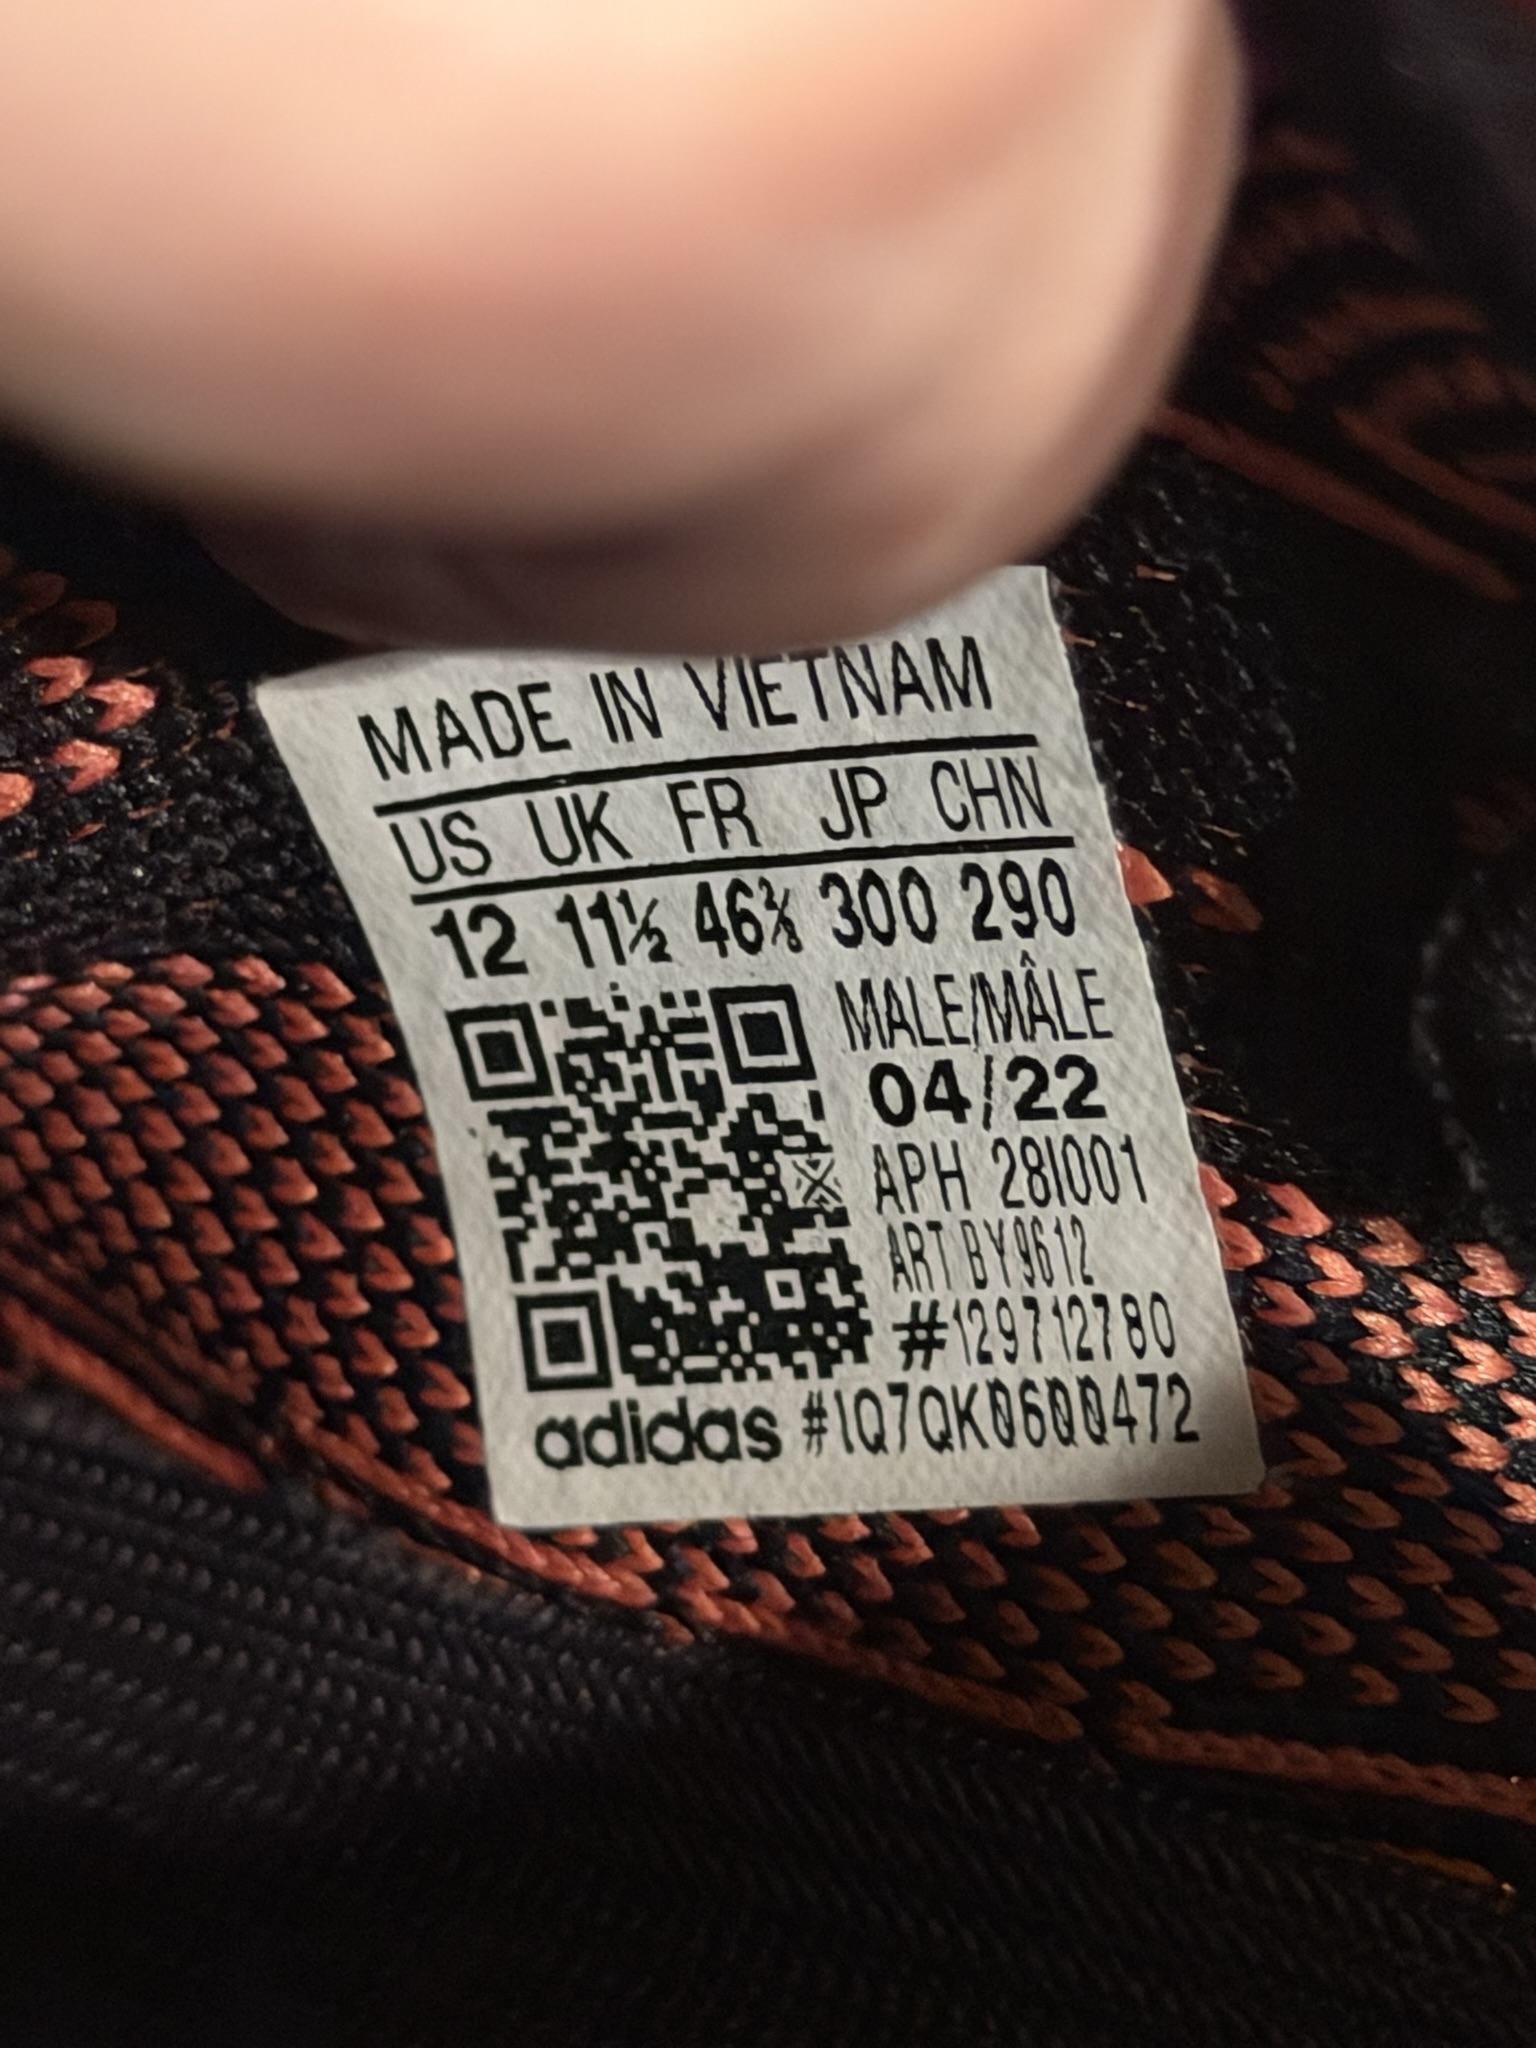 MADE IN VIETNAM
US UK FR JP CHN
12 11½ 46⅔ 300 290
MALE/MÂLE
04/22
APH 28I001
ART BY9612
#129712780
adidas #1Q7QK0600472